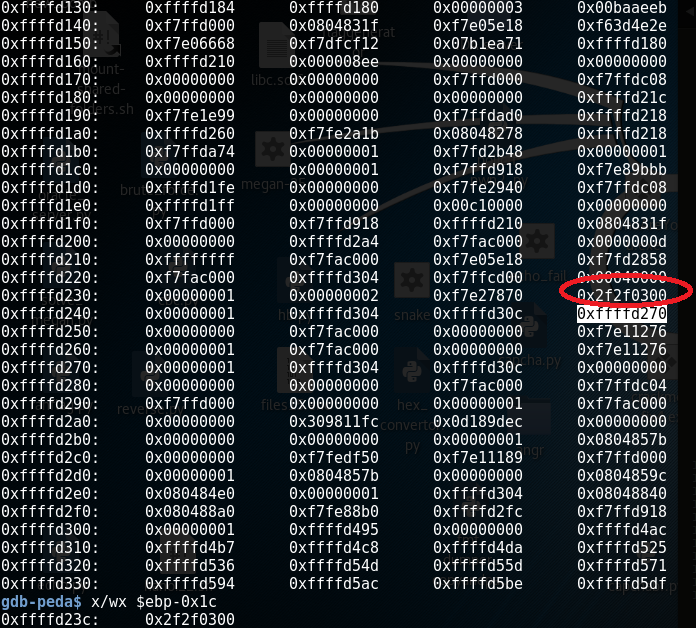 0xffffd130: 0xffffd184 0xffffd180 0x00000003 0x00baaeeb
0xffffd140: 0xf7ffd000 0x0804831f 0xf7e05e18 0xf63d4e2e
0xffffd150: 0xf7e06668 0xf7dfcf12 0x07b1ea71 0xffffd180
0xffffd160: 0xffffd210 0x000008ee 0x00000000 0x00000000
0xffffd170: 0x00000000 0x00000000 0xf7ffd000 0xf7ffdc08
0xffffd180: 0x00000000 0x00000000 0x00000000 0xffffd21c
0xffffd190: 0xf7fe1e99 0x00000000 0xf7ffdad0 0xffffd218
0xffffd1a0: 0xffffd260 0xf7fe2a1b 0x08048278 0xffffd218
0xffffd1b0: 0xf7ffda74 0x00000001 0xf7fd2b48 0x00000001
0xffffd1c0: 0x00000000 0x00000001 0xf7ffd918 0xf7e89bbb
0xffffd1d0: 0xffffd1fe 0x00000000 0xf7fe2940 0xf7ffdc08
0xffffd1e0: 0xffffd1ff 0x00c10000 0x00000000
0xffffd1f0: 0xf7ffd000 0xf7ffd918 0xffffd210 0x0804831f
0xffffd200: 0x00000000 0xffffd2a4 0xf7fac000 0x0000000d
0xffffd210: 0xffffffff 0xf7fac000 0xf7e05e18 0xf7fd2858
0xffffd220: 0xf7fac000 0xffffd304 0xf7ffcd00 0x00040000
0xffffd230: 0x00000001 0x00000002 0xf7e27870 0x2f2f0300
0xffffd240: 0x00000001 0xffffd304 0xffffd30c 0xffffd270
0xffffd250: 0x00000000 0xf7fac000 0x00000000 0xf7e11276
0xffffd260: 0x00000001 0xf7fac000 0x00000000 0xf7e11276
0xffffd270: 0x00000001 0xffffd304 0xffffd30c 0x00000000
0xffffd280: 0x00000000 0x00000000 0xf7fac000 0xf7ffdc04
0xffffd290: 0xf7ffd000 0x00000000 0x00000001 0xf7fac000
0xffffd2a0: 0x00000000 0x309811fc 0x0d189dec 0x00000000
0xffffd2b0: 0x00000000 0x00000000 0x00000001 0x0804857b
0xffffd2c0: 0x00000000 0xf7fedf50 0xf7e11189 0xf7ffd000
0xffffd2d0: 0x00000001 0x0804857b 0x00000000 0x0804859c
0xffffd2e0: 0x080484e0 0x00000001 0xffffd304 0x08048840
0xffffd2f0: 0x080488a0 0xf7fe88b0 0xffffd2fc 0xf7ffd918
0xffffd300: 0x00000001 0xffffd495 0x00000000 0xffffd4ac
0xffffd310: 0xffffd4b7 0xffffd4c8 0xffffd4da 0xffffd525
0xffffd320: 0xffffd536 0xffffd54d 0xffffd55d 0xffffd571
0xffffd330: 0xffffd594 0xffffd5ac 0xffffd5be 0xffffd5df
gdb-peda$ x/wx $ebp-0x1c
0xffffd23c: 0x2f2f0300